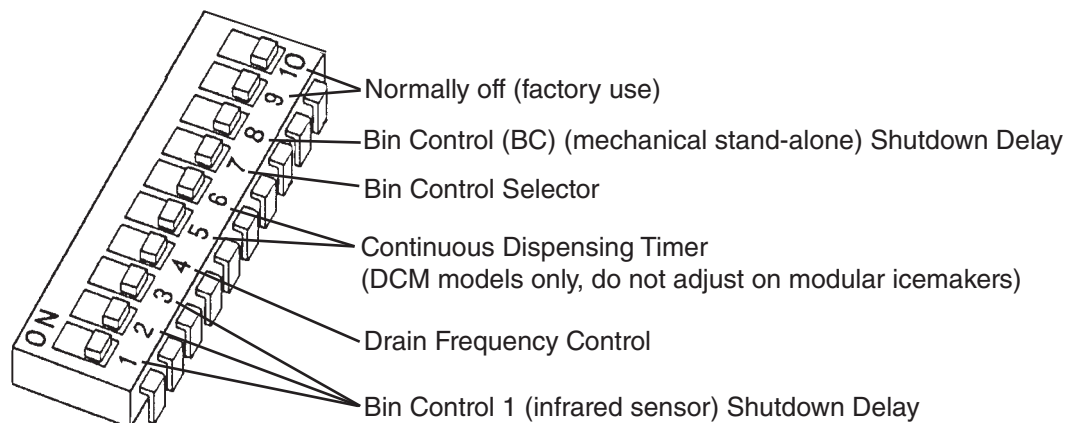 10
9
8
7
6
5
4
3
2
1
ON
Normally off (factory use)
Bin Control (BC) (mechanical stand-alone) Shutdown Delay
Bin Control Selector
Continuous Dispensing Timer
(DCM models only, do not adjust on modular icemakers)
Drain Frequency Control
Bin Control 1 (infrared sensor) Shutdown Delay